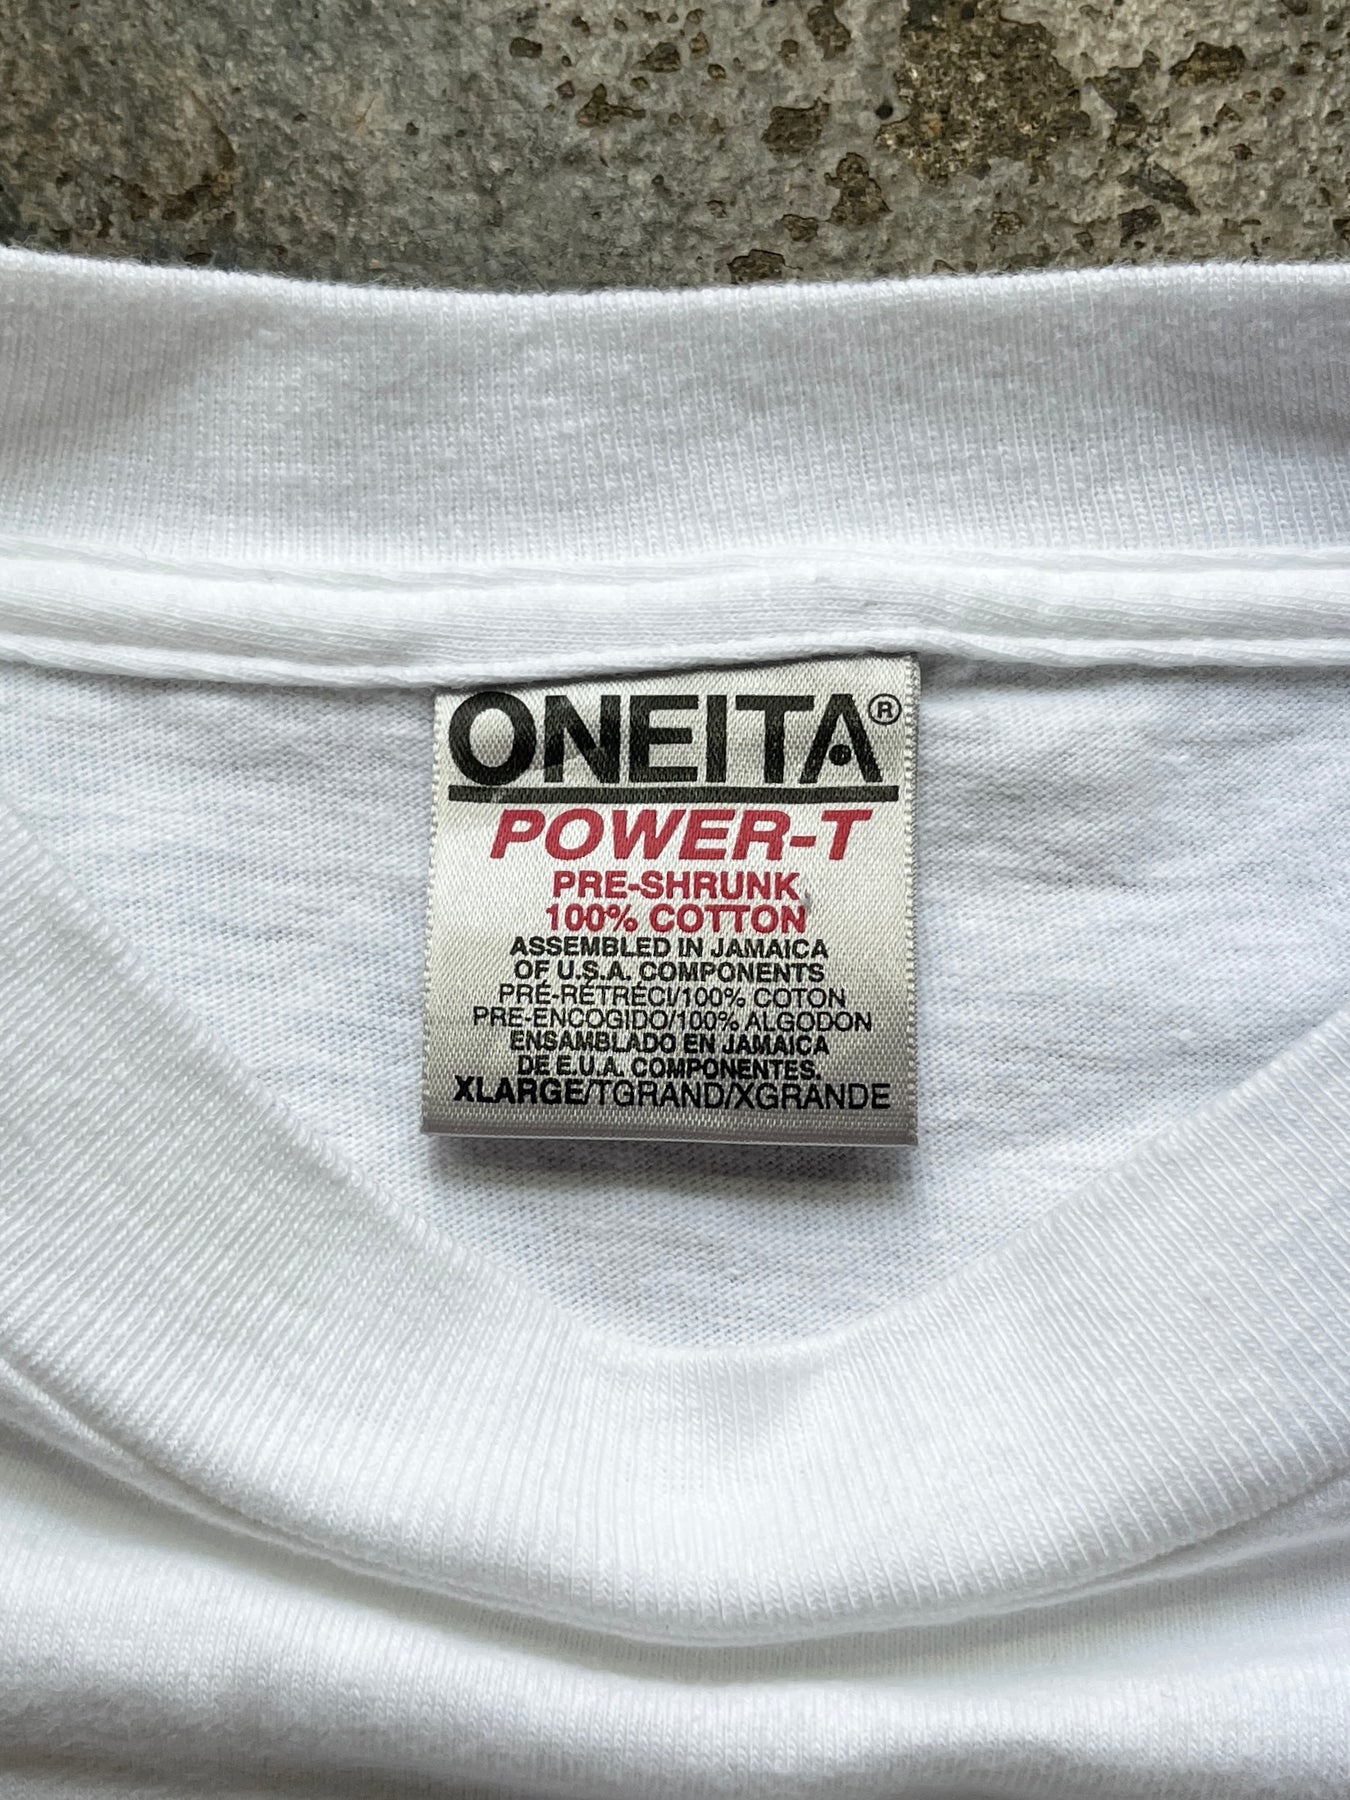 ONEITA®
POWER-T
PRE-SHRUNK
100% COTTON
ASSEMBLED IN JAMAICA
OF U.S.A. COMPONENTS
PRÉ-RÉTRÉCI/100% COTON
PRE-ENCOGIDO/100% ALGODON
ENSAMBLADO EN JAMAICA
DE E.U.A. COMPONENTES.
XLARGE/TGRAND/XGRANDE